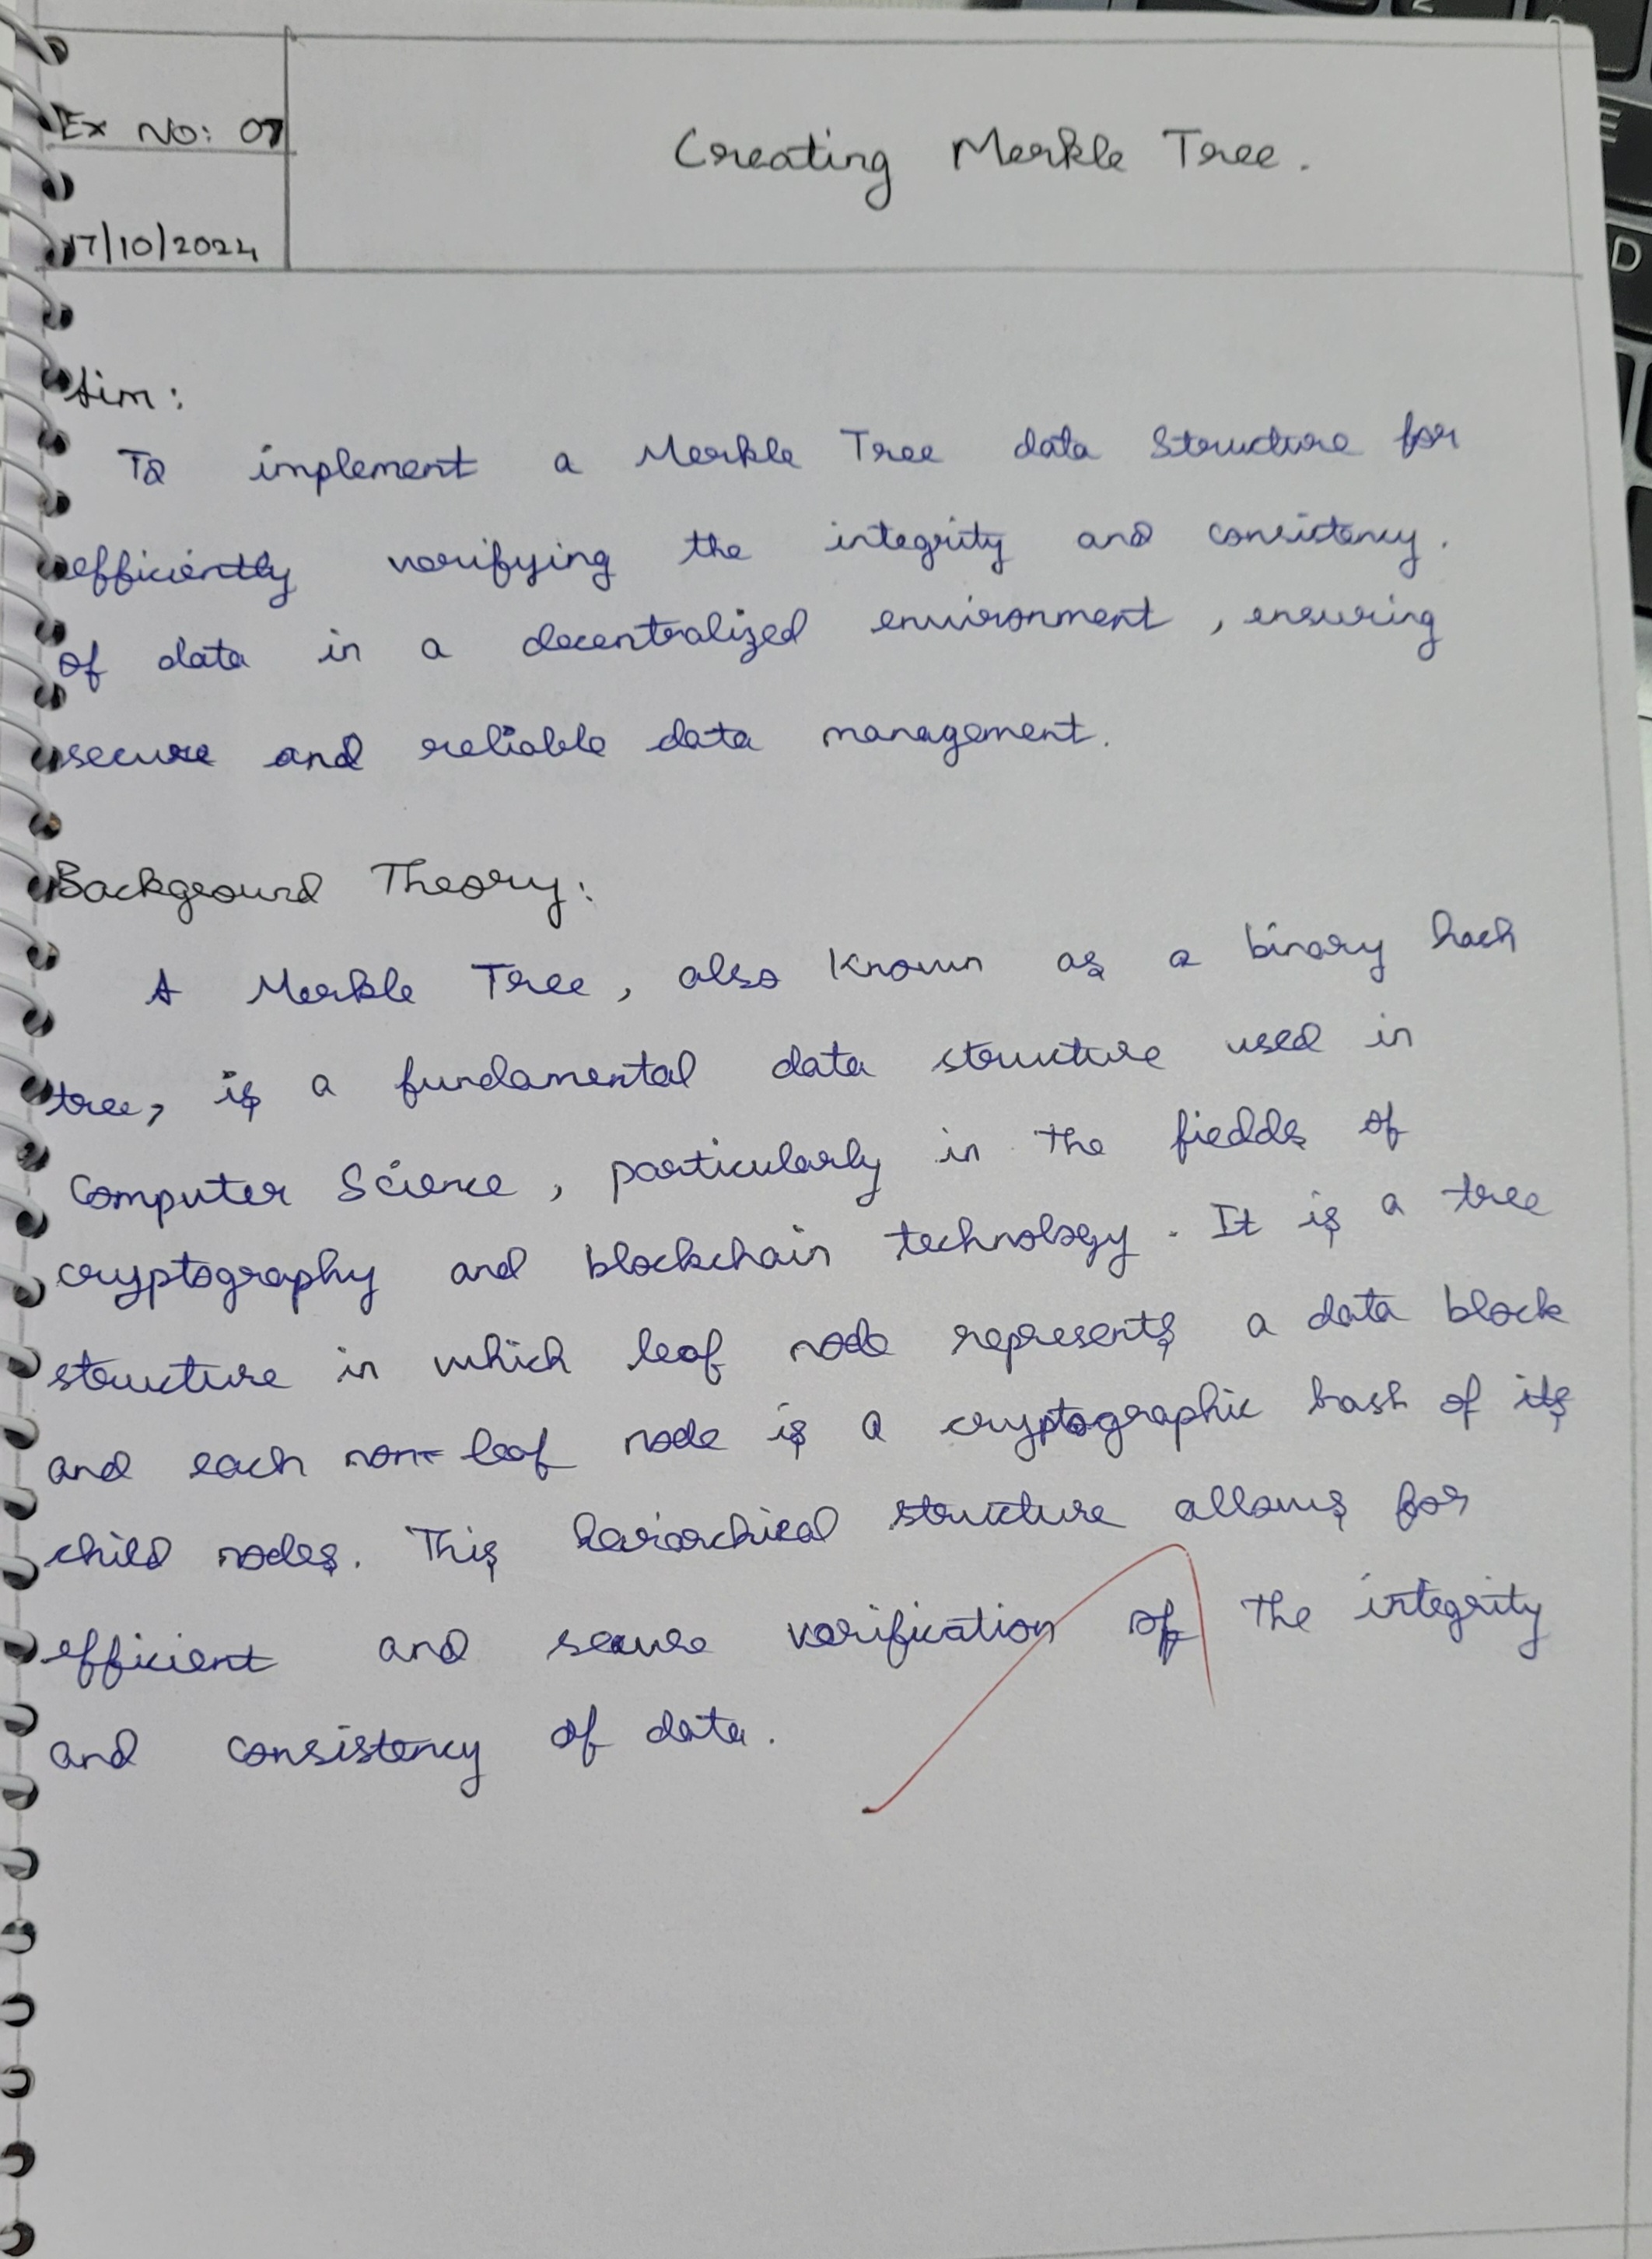 Ex No: 07
Creating Merkle Tree.
17/10/2024
Aim:
To implement a Merkle Tree data Structure for
efficiently verifying the integrity and consistency.
of data in a decentralized environment, ensuring
secure and reliable data management.
Background Theory:
A Merkle Tree, also Known as a binary hash
tree, is a fundamental data structure used in
Computer Science, particularly in the fiedds of
cryptography and blockchain technology. It is a tree
structure in which leaf node represents a data block
and each non-leaf node is a cryptographic hash of its
child nodes. This heirarchical structure allows for
efficient and secure verification of the integrity
and consistency of data.
E
D